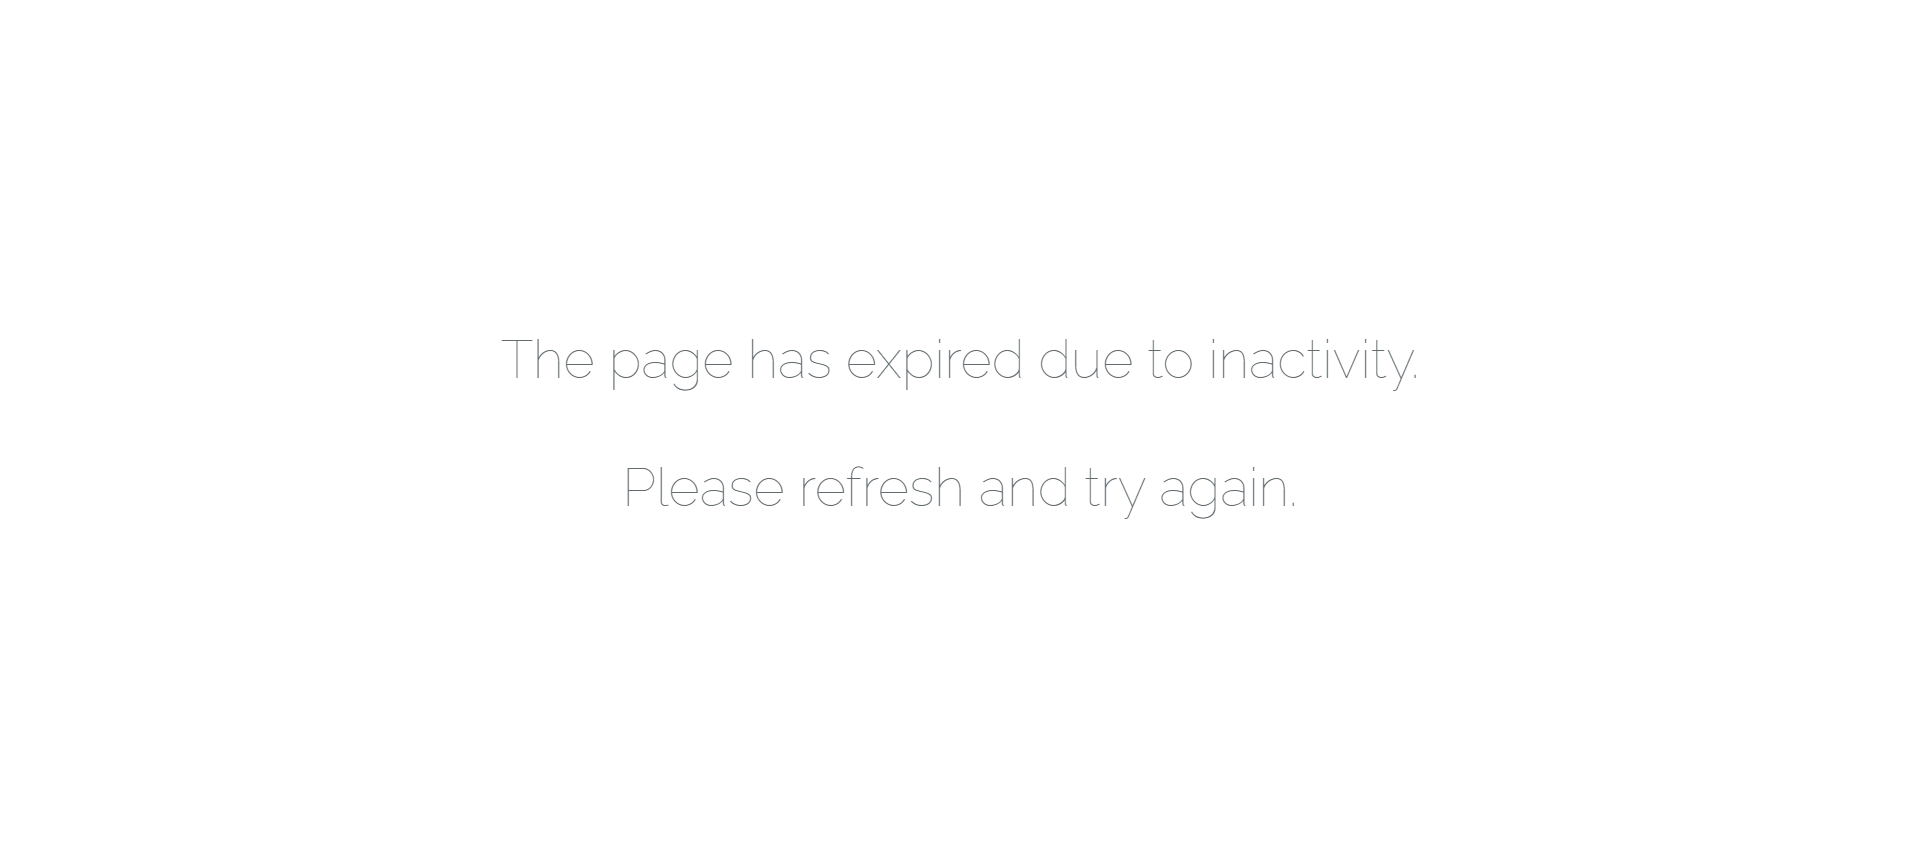 The page has expired due to inactivity.
Please refresh and try again.